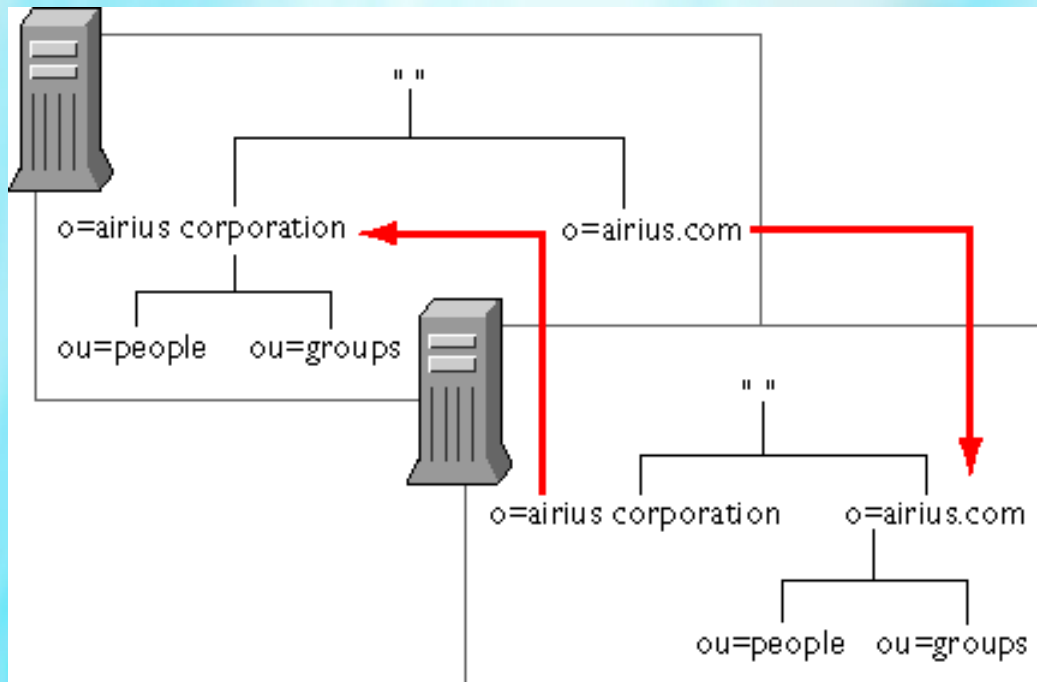 " "
o=airius corporation
o=airius.com
ou=people
ou=groups
" "
o=airius corporation
o=airius.com
ou=people
ou=groups